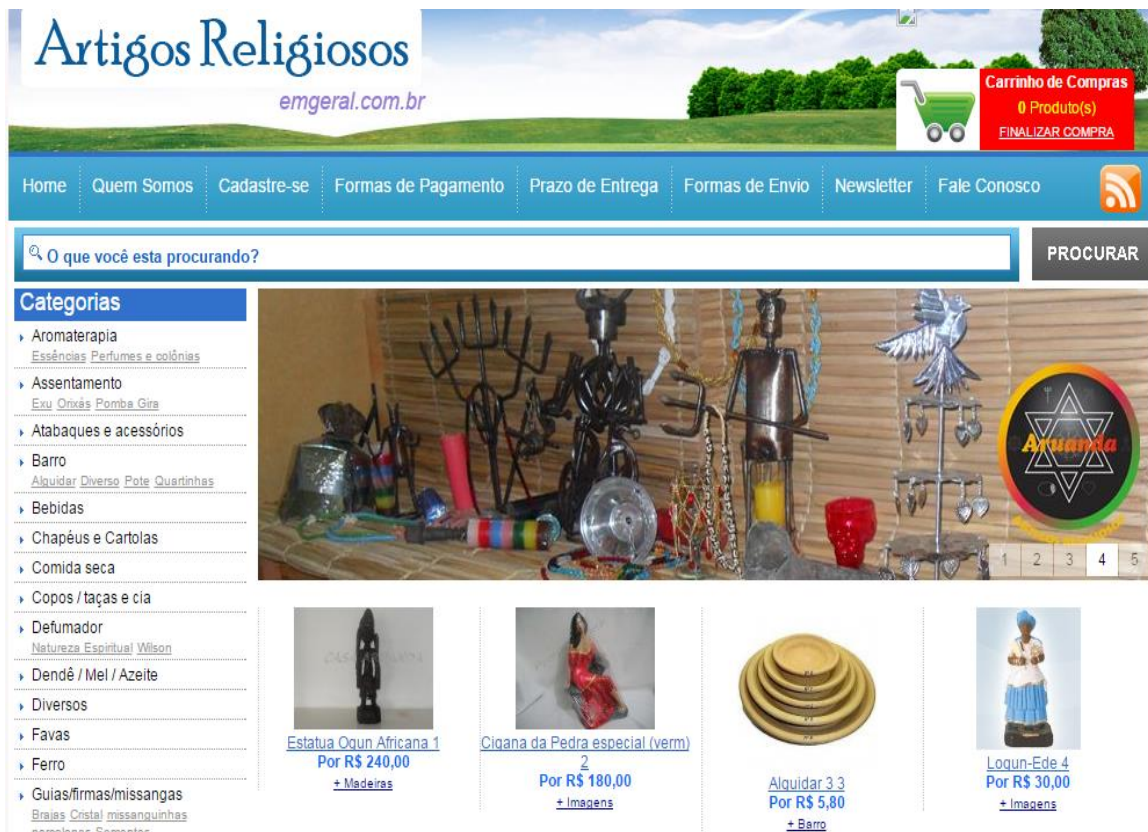 Artigos Religiosos
emgeral.com.br
Carrinho de Compras
0 Produto(s)
FINALIZAR COMPRA
Home Quem Somos Cadastre-se Formas de Pagamento Prazo de Entrega Formas de Envio Newsletter Fale Conosco
O que você esta procurando?
PROCURAR
Categorias
Aromaterapia
Essências Perfumes e colônias
Assentamento
Exu Orixás Pomba Gira
Atabaques e acessórios
Barro
Alguidar Diverso Pote Quartinhas
Bebidas
Chapéus e Cartolas
Comida seca
Copos / taças e cia
Defumador
Natureza Espiritual Wilson
Dendê / Mel / Azeite
Diversos
Favas
Ferro
Guias/firmas/missangas
Brajas Cristal missanguinhas
Aruanda
1 2 3 4 5
Estatua Ogun Africana 1
Por R$ 240,00
+ Madeiras
Cigana da Pedra especial (verm)
2
Por R$ 180,00
+ Imagens
Alguidar 3 3
Por R$ 5,80
+ Barro
Logun-Ede 4
Por R$ 30,00
+ Imagens